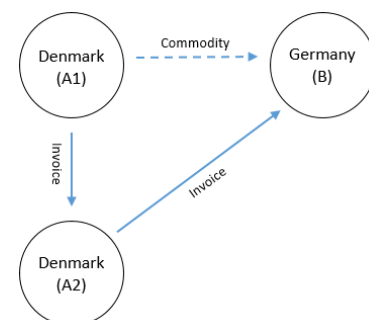 Denmark
(A1)
Commodity
Germany
(B)
Invoice
Invoice
Denmark
(A2)